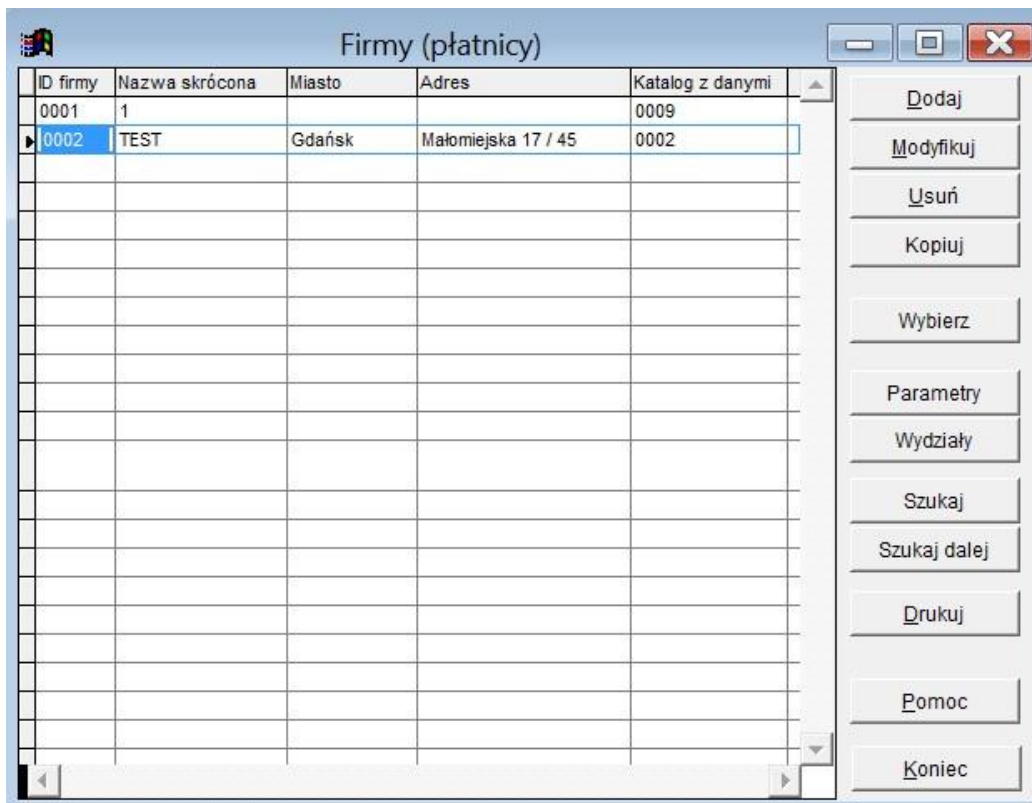 Firmy (płatnicy)
ID firmy Nazwa skrócona Miasto Adres Katalog z danymi
0001 1 0009
0002 TEST Gdańsk Małomiejska 17 / 45 0002
Dodaj
Modyfikuj
Usuń
Kopiuj
Wybierz
Parametry
Wydziały
Szukaj
Szukaj dalej
Drukuj
Pomoc
Koniec